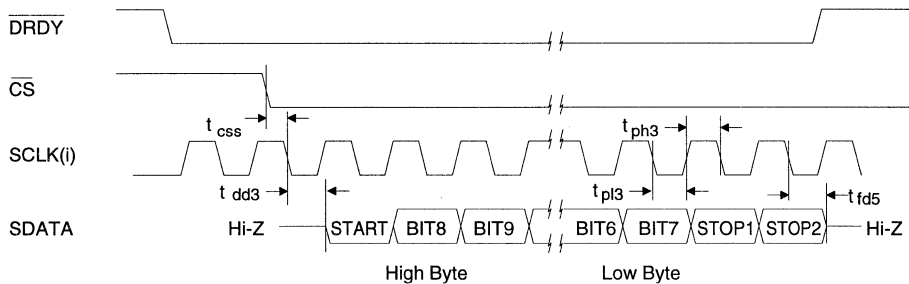 DRDY
CS
t css
SCLK(i)
t ph3
t dd3
t pl3
t fd5
SDATA
Hi-Z START BIT8 BIT9 BIT6 BIT7 STOP1 STOP2 Hi-Z
High Byte Low Byte